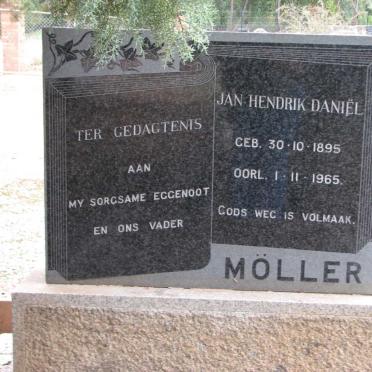 TER GEDAGTENIS
AAN
MY SORGSAME EGGENOOT
EN ONS VADER
JAN HENDRIK DANIËL
GEB. 30·10·1895
OORL. 1·11·1965.
GODS WEG IS VOLMAAK.
MÖLLER